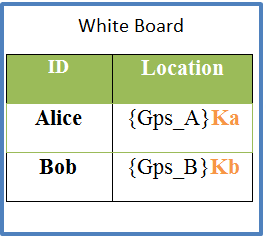 White Board
ID Location
Alice {Gps_A}Ka
Bob {Gps_B}Kb